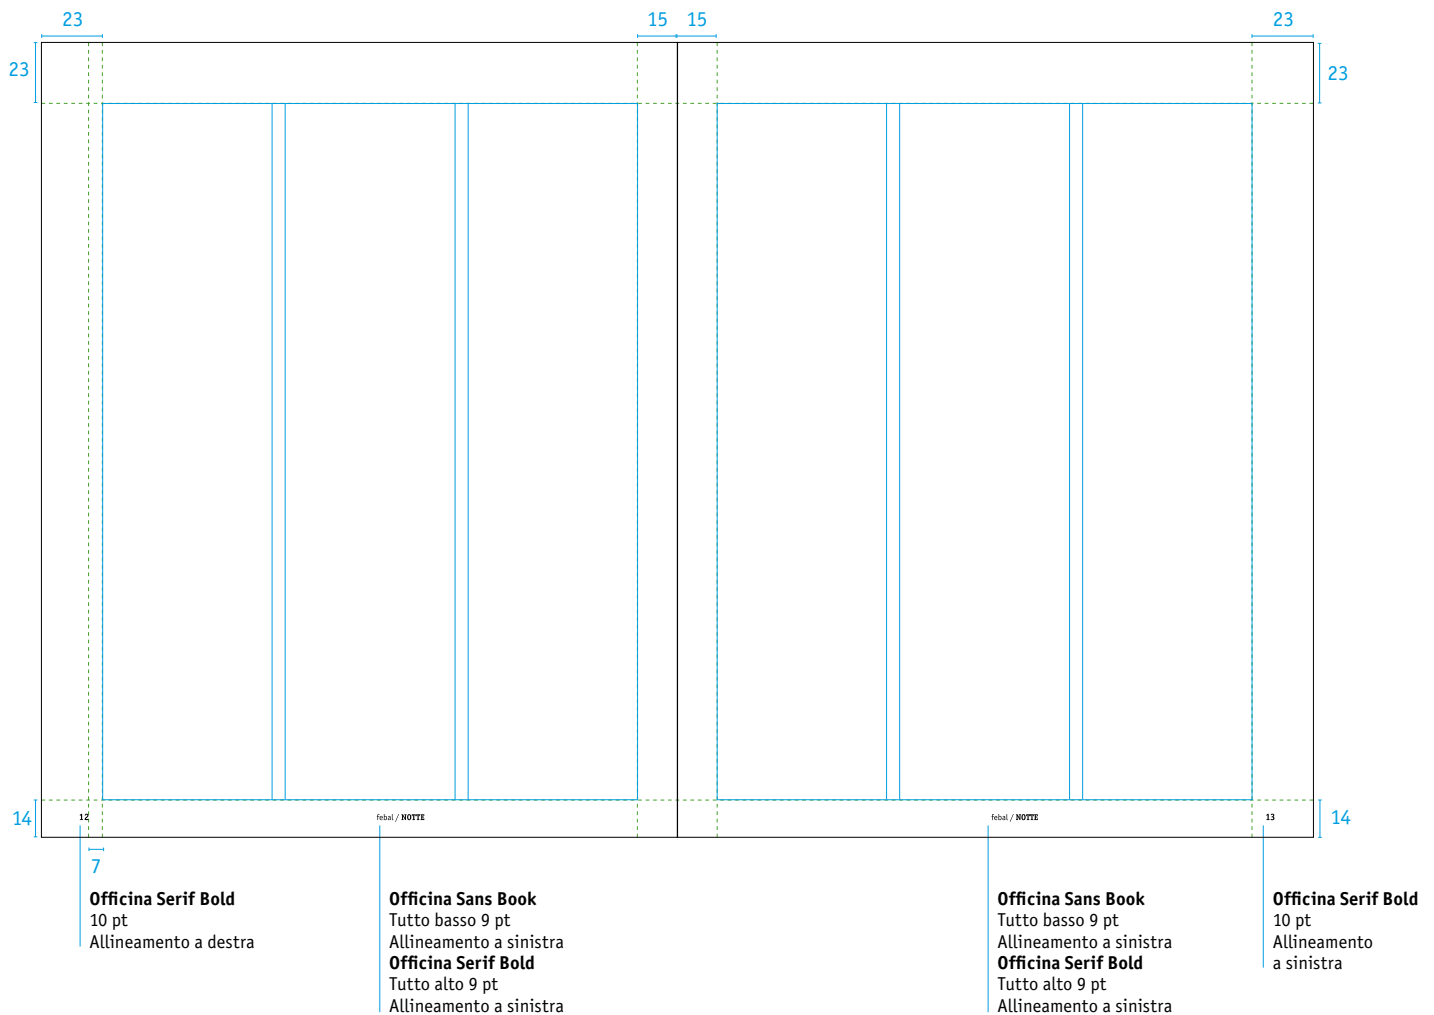 23
15
15
23
23
23
14
12
febal / NOTTE
febal / NOTTE
13
14
7
Officina Serif Bold
10 pt
Allineamento a destra
Officina Sans Book
Tutto basso 9 pt
Allineamento a sinistra
Officina Serif Bold
Tutto alto 9 pt
Allineamento a sinistra
Officina Sans Book
Tutto basso 9 pt
Allineamento a sinistra
Officina Serif Bold
Tutto alto 9 pt
Allineamento a sinistra
Officina Serif Bold
10 pt
Allineamento
a sinistra